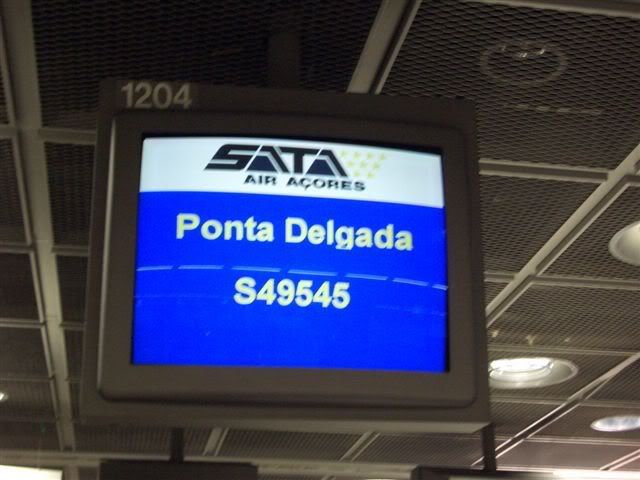 1204
SATA
AIR AÇORES
Ponta Delgada
S49545